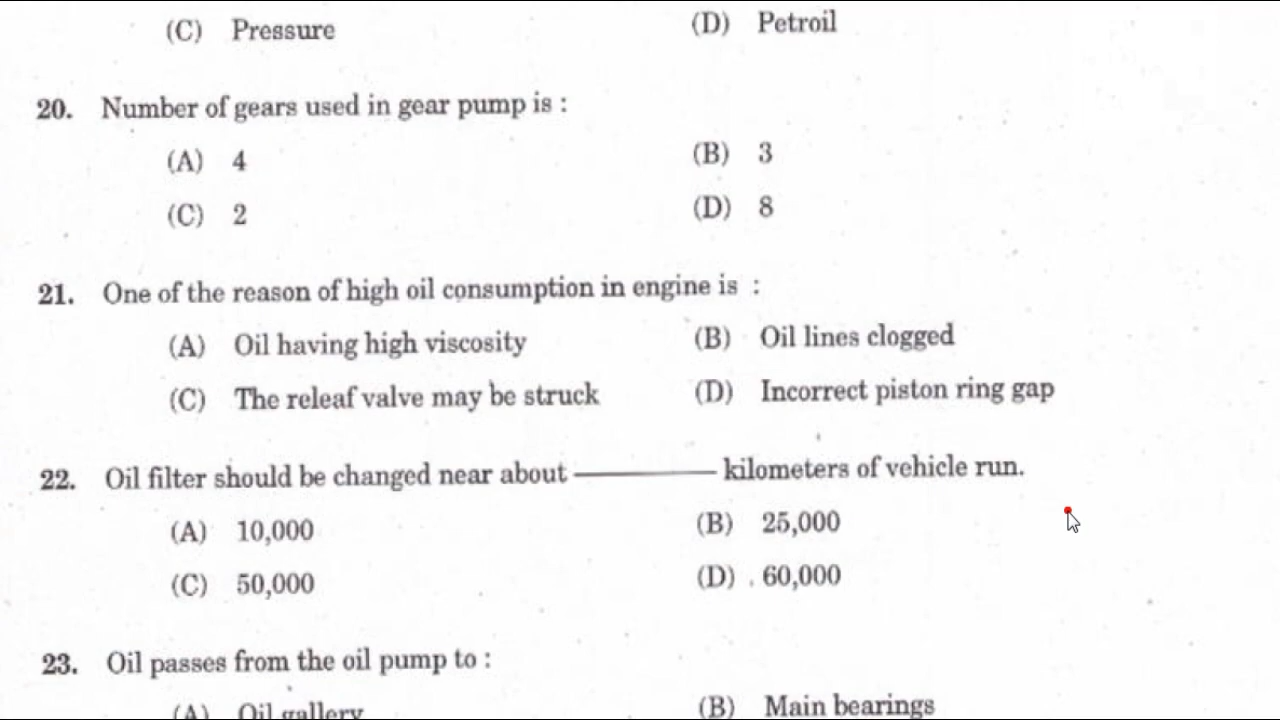 (C) Pressure (D) Petroil
20. Number of gears used in gear pump is :
(A) 4 (B) 3
(C) 2 (D) 8
21. One of the reason of high oil consumption in engine is :
(A) Oil having high viscosity (B) Oil lines clogged
(C) The releaf valve may be struck (D) Incorrect piston ring gap
22. Oil filter should be changed near about ———— kilometers of vehicle run.
(A) 10,000 (B) 25,000
(C) 50,000 (D) 60,000
23. Oil passes from the oil pump to :
(A) Oil gallery (B) Main bearings